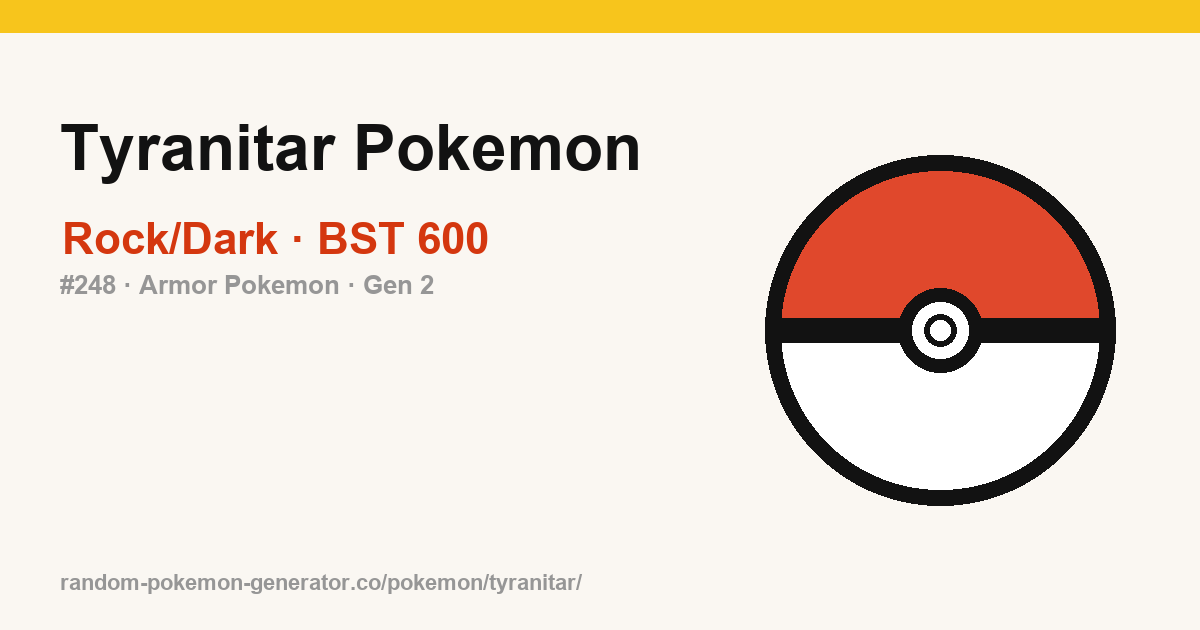 Tyranitar Pokemon
Rock/Dark · BST 600
#248 · Armor Pokemon · Gen 2
random-pokemon-generator.co/pokemon/tyranitar/